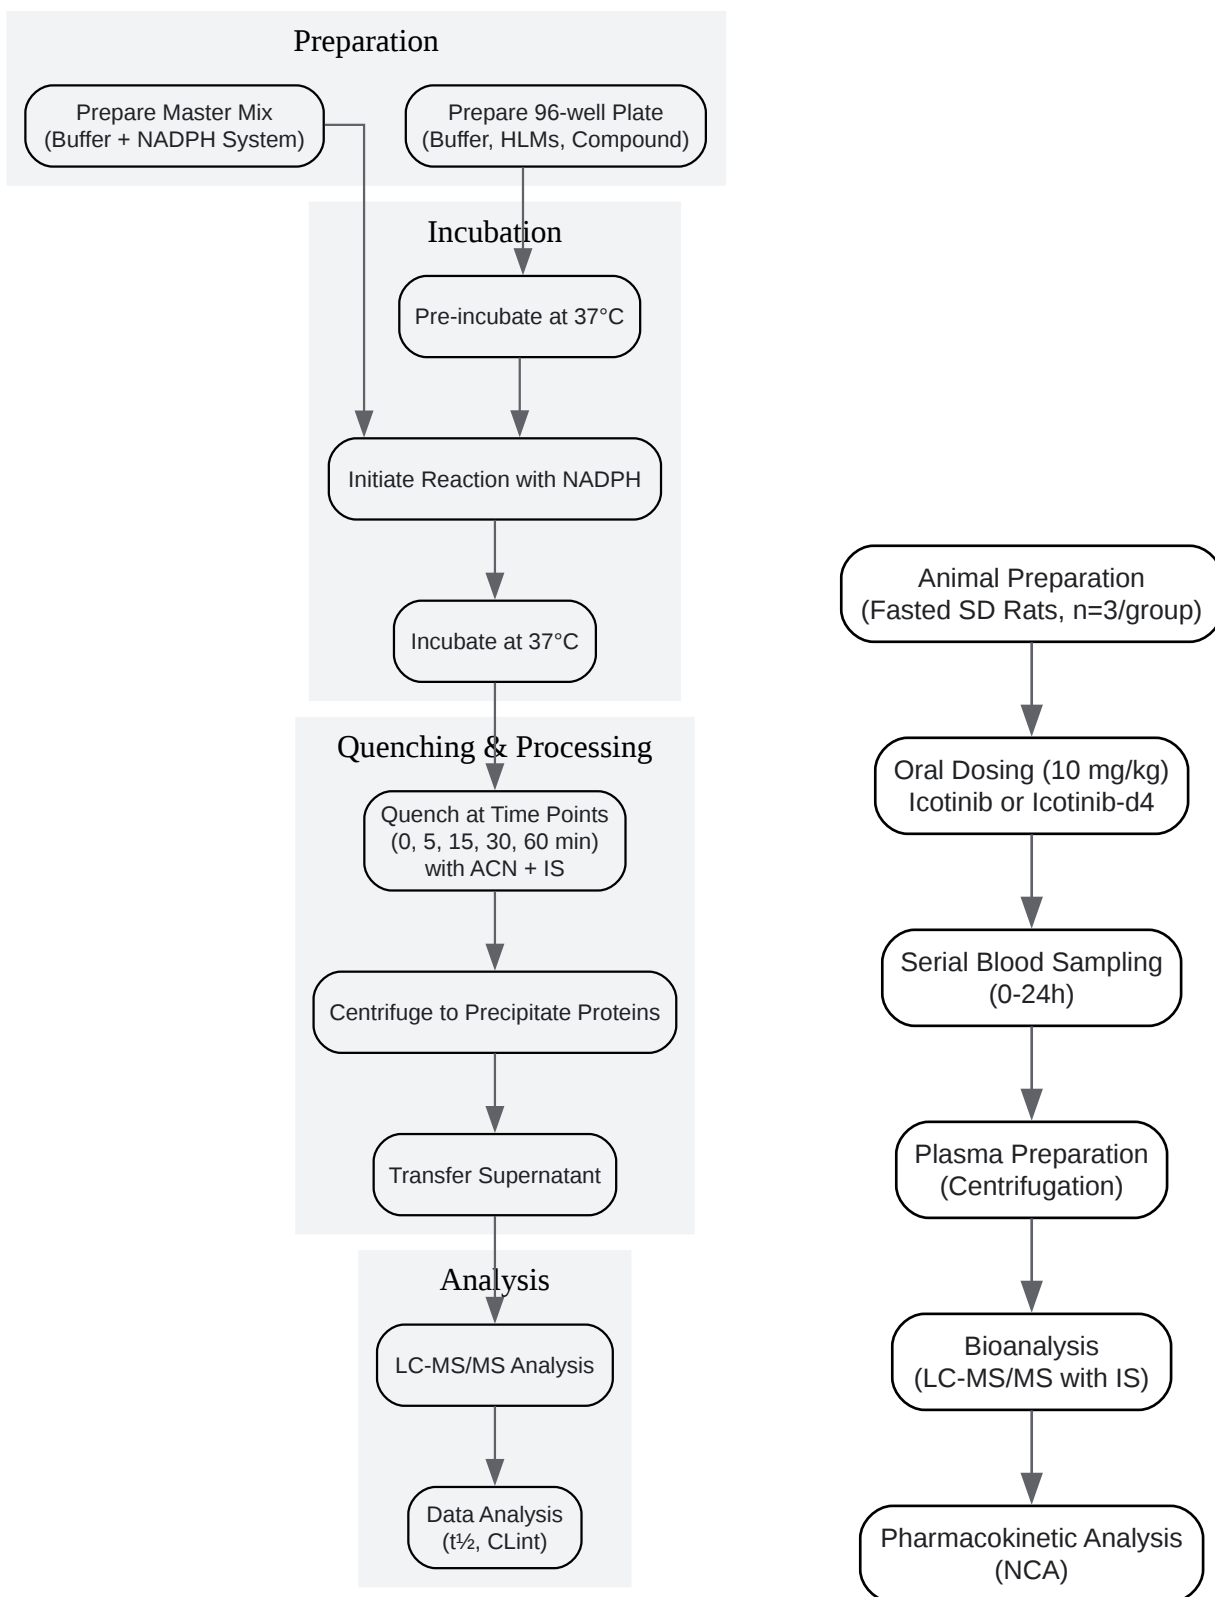 Preparation
Prepare Master Mix
(Buffer + NADPH System)
Prepare 96-well Plate
(Buffer, HLMs, Compound)
Incubation
Pre-incubate at 37°C
Initiate Reaction with NADPH
Incubate at 37°C
Quenching & Processing
Quench at Time Points
(0, 5, 15, 30, 60 min)
with ACN + IS
Centrifuge to Precipitate Proteins
Transfer Supernatant
Analysis
LC-MS/MS Analysis
Data Analysis
(t½, CLint)
Animal Preparation
(Fasted SD Rats, n=3/group)
Oral Dosing (10 mg/kg)
Icotinib or Icotinib-d4
Serial Blood Sampling
(0-24h)
Plasma Preparation
(Centrifugation)
Bioanalysis
(LC-MS/MS with IS)
Pharmacokinetic Analysis
(NCA)